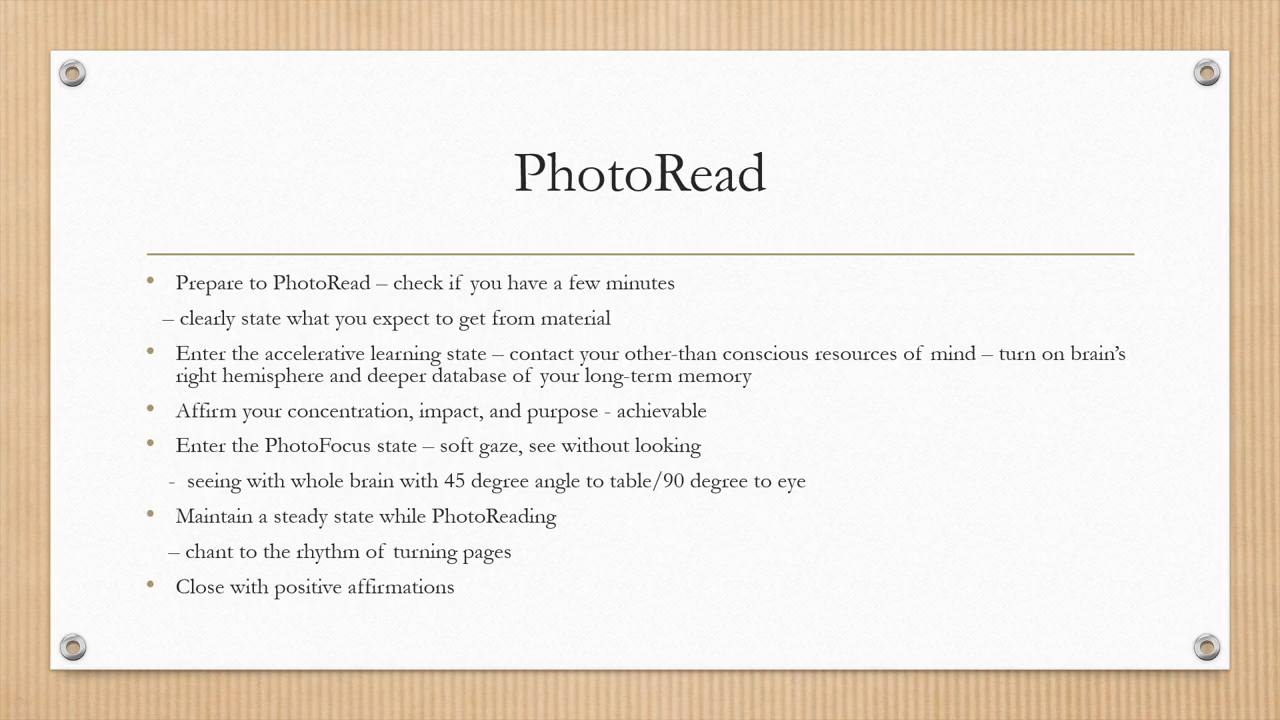 PhotoRead
• Prepare to PhotoRead – check if you have a few minutes
– clearly state what you expect to get from material
• Enter the accelerative learning state – contact your other-than conscious resources of mind – turn on brain’s
right hemisphere and deeper database of your long-term memory
• Affirm your concentration, impact, and purpose - achievable
• Enter the PhotoFocus state – soft gaze, see without looking
- seeing with whole brain with 45 degree angle to table/90 degree to eye
• Maintain a steady state while PhotoReading
– chant to the rhythm of turning pages
• Close with positive affirmations